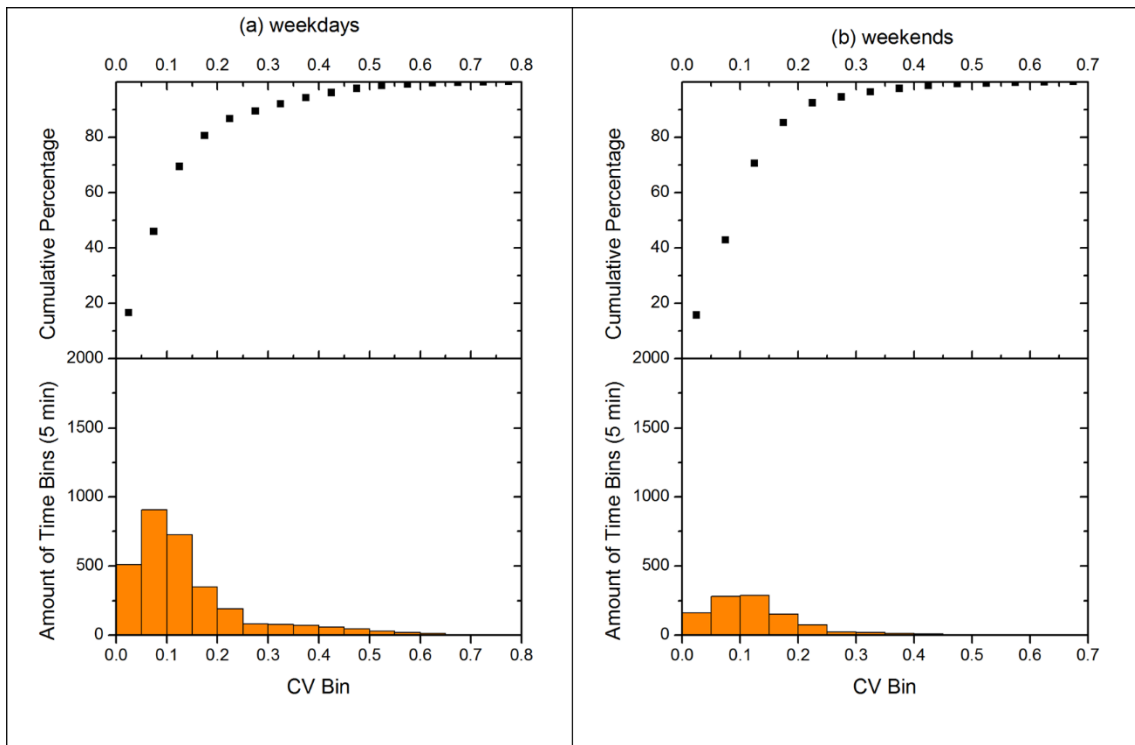 (a) weekdays
0.0 0.1 0.2 0.3 0.4 0.5 0.6 0.7 0.8
Cumulative Percentage
80
60
40
20
2000
Amount of Time Bins (5 min)
1500
1000
500
0
0.0 0.1 0.2 0.3 0.4 0.5 0.6 0.7 0.8
CV Bin
(b) weekends
0.0 0.1 0.2 0.3 0.4 0.5 0.6 0.7
Cumulative Percentage
80
60
40
20
2000
Amount of Time Bins (5 min)
1500
1000
500
0
0.0 0.1 0.2 0.3 0.4 0.5 0.6 0.7
CV Bin